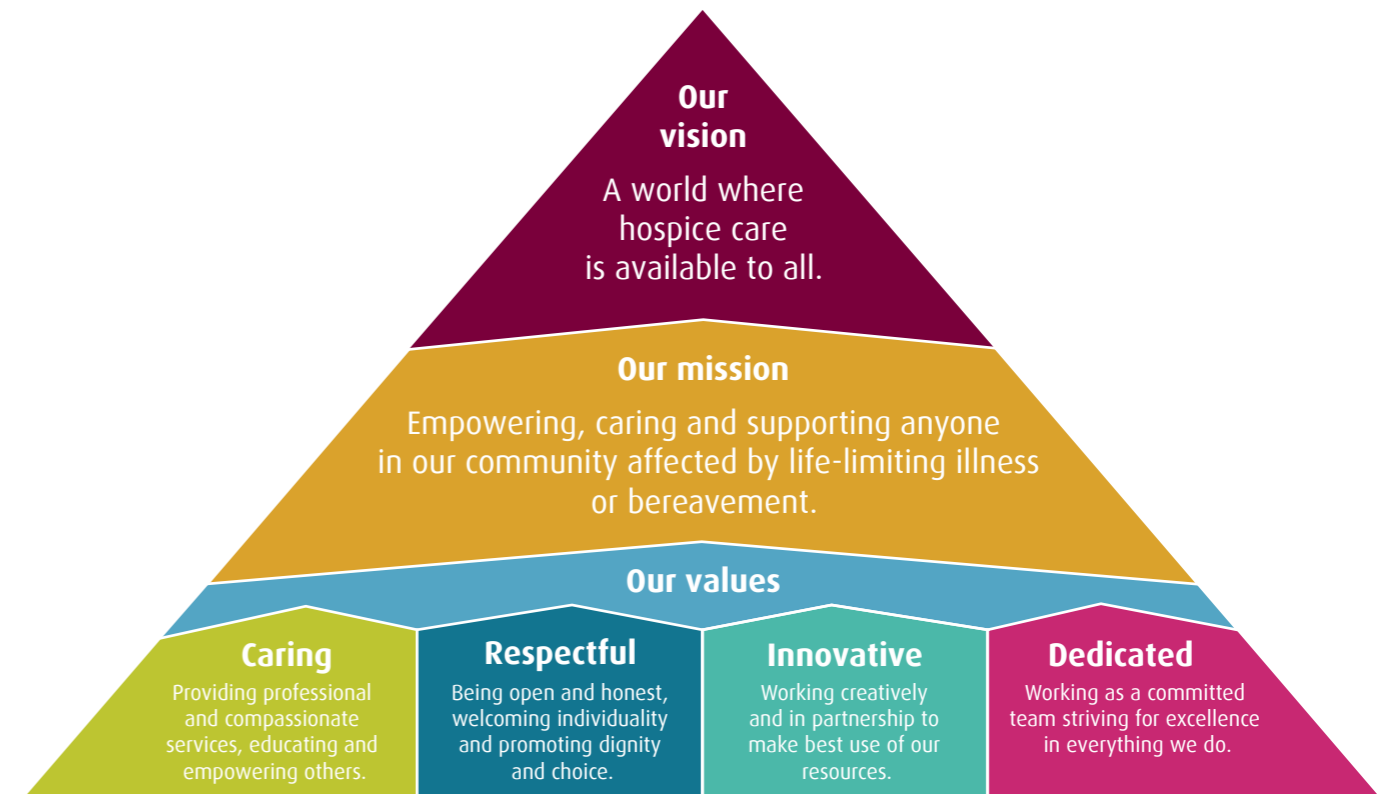 Our
vision
A world where
hospice care
is available to all.
Our mission
Empowering, caring and supporting anyone
in our community affected by life-limiting illness
or bereavement.
Our values
Caring
Providing professional
and compassionate
services, educating and
empowering others.
Respectful
Being open and honest,
welcoming individuality
and promoting dignity
and choice.
Innovative
Working creatively
and in partnership to
make best use of our
resources.
Dedicated
Working as a committed
team striving for excellence
in everything we do.